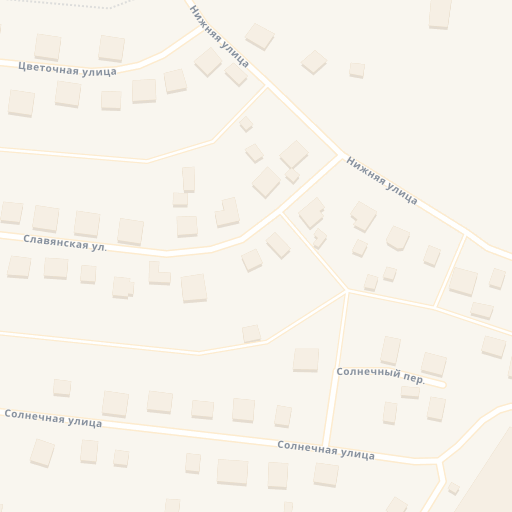 Нижняя улица
Цветочная улица
Нижняя улица
Славянская ул.
Солнечный пер.
Солнечная улица
Солнечная улица